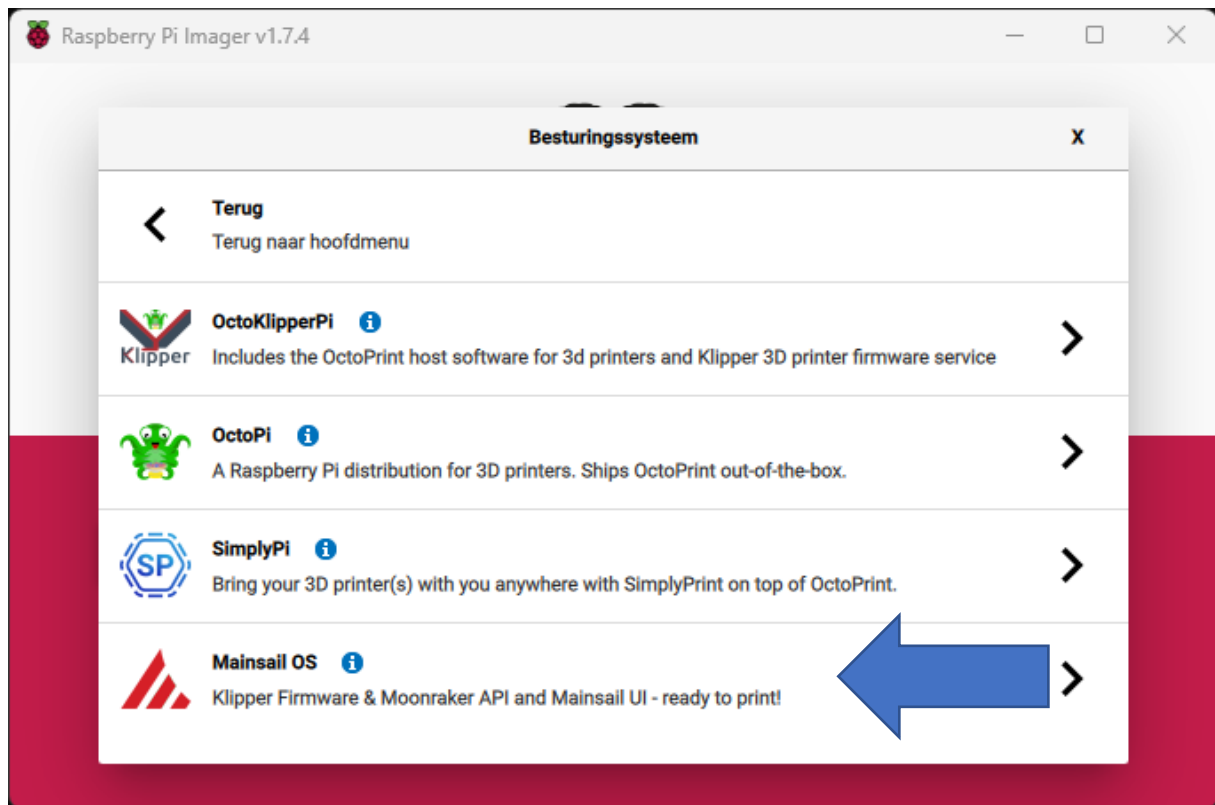 Raspberry Pi Imager v1.7.4
Besturingssysteem X
Terug
Terug naar hoofdmenu
OctoKlipperPi
Klipper
Includes the OctoPrint host software for 3d printers and Klipper 3D printer firmware service
OctoPi
A Raspberry Pi distribution for 3D printers. Ships OctoPrint out-of-the-box.
SP
SimplyPi
Bring your 3D printer(s) with you anywhere with SimplyPrint on top of OctoPrint.
Mainsail OS
Klipper Firmware & Moonraker API and Mainsail UI - ready to print!